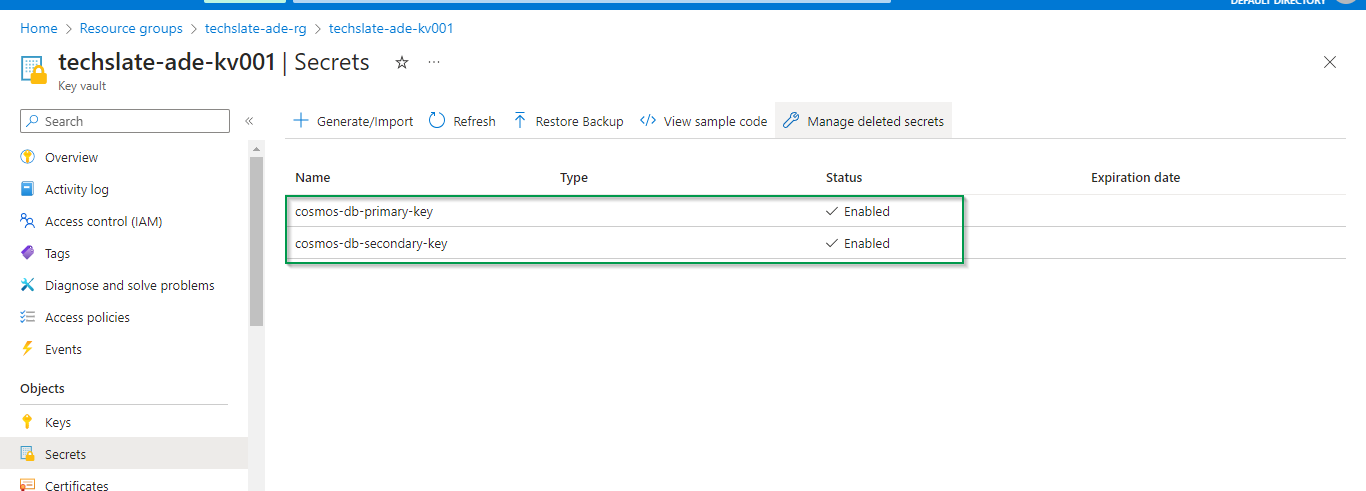 DEFAULT DIRECTORY
Home > Resource groups > techslate-ade-rg > techslate-ade-kv001
techslate-ade-kv001 | Secrets
Key vault
Search
Generate/Import Refresh Restore Backup View sample code Manage deleted secrets
Overview
Activity log
Access control (IAM)
Tags
Diagnose and solve problems
Access policies
Events
Objects
Keys
Secrets
Certificates
Name Type Status Expiration date
cosmos-db-primary-key Enabled
cosmos-db-secondary-key Enabled